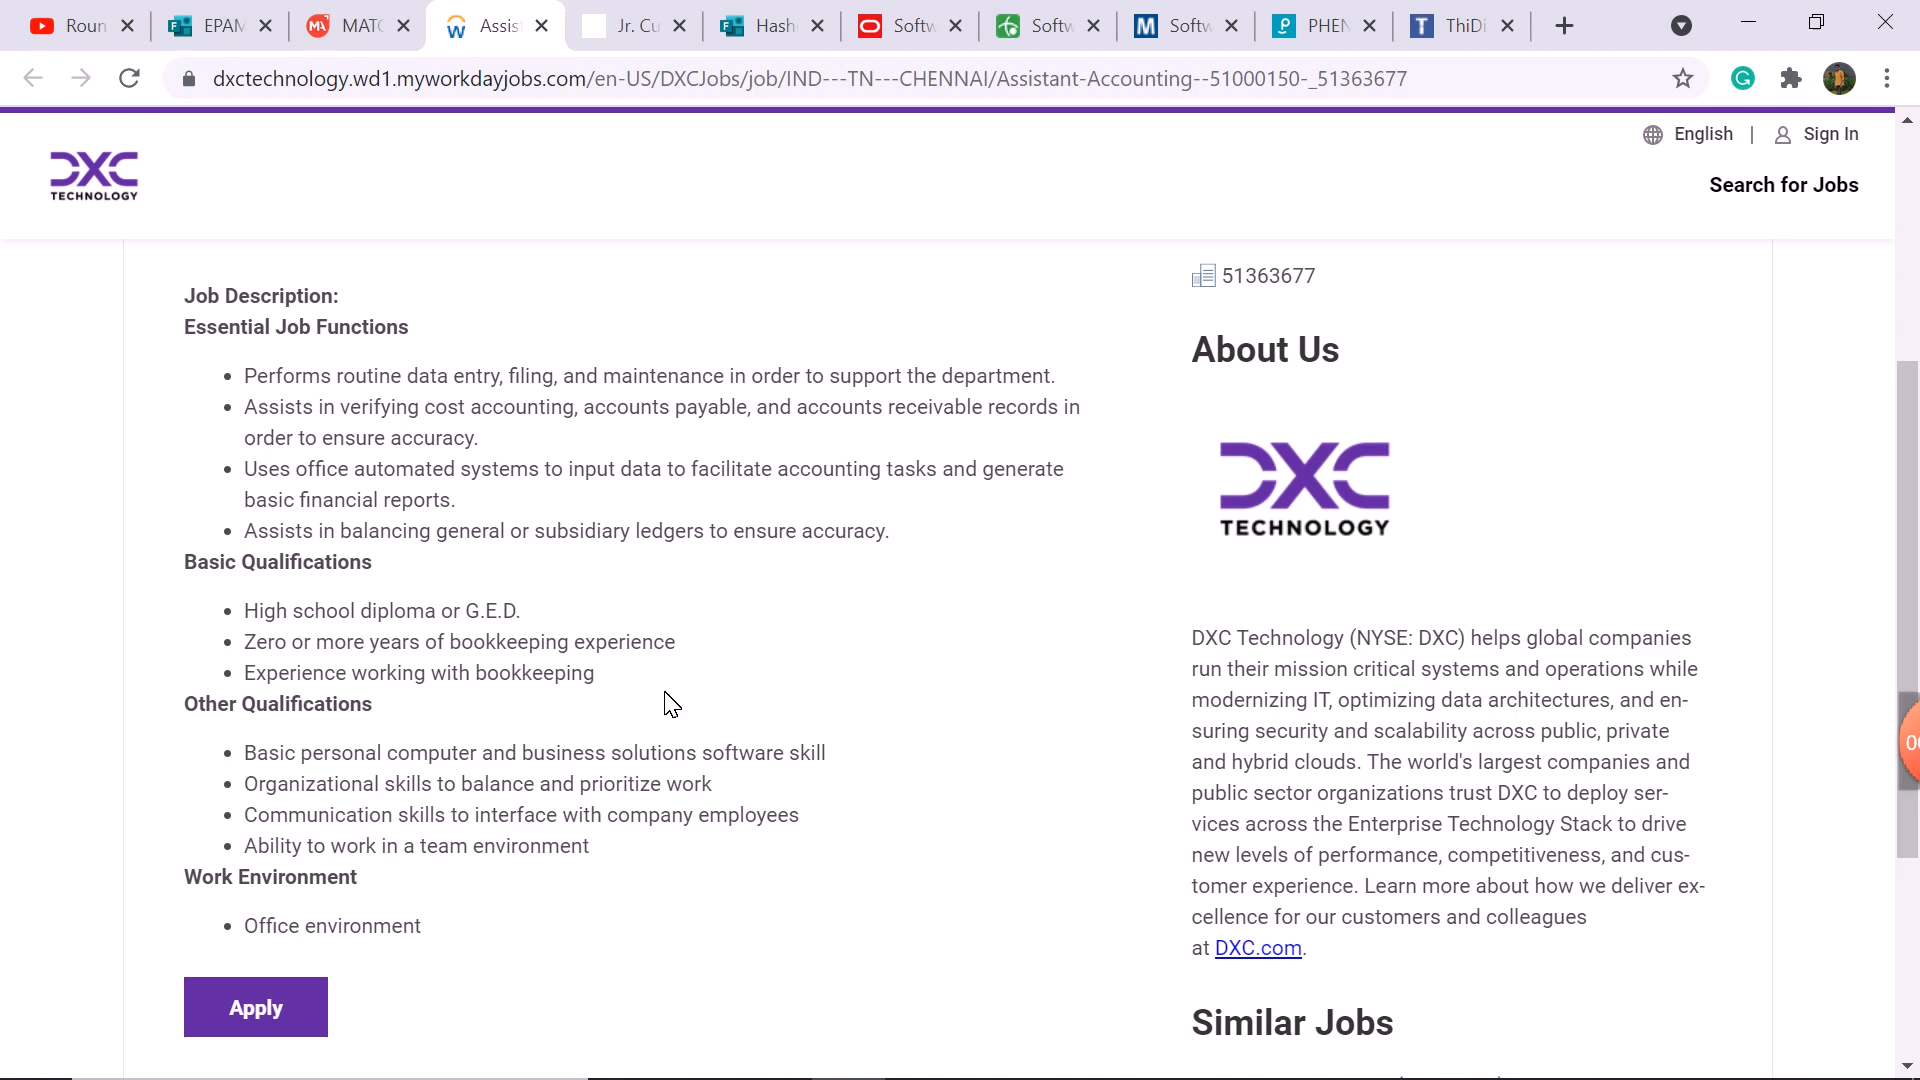 Roun
EPAM
MATC
Assis
Jr. Cu
Hash
Softw
Softw
Softw
PHEN
ThiDi
dxctechnology.wd1.myworkdayjobs.com/en-US/DXCJobs/job/IND---TN---CHENNAI/Assistant-Accounting--51000150-_51363677
English | Sign In
DXC
TECHNOLOGY
Search for Jobs
Job Description:
Essential Job Functions
• Performs routine data entry, filing, and maintenance in order to support the department.
• Assists in verifying cost accounting, accounts payable, and accounts receivable records in
order to ensure accuracy.
• Uses office automated systems to input data to facilitate accounting tasks and generate
basic financial reports.
• Assists in balancing general or subsidiary ledgers to ensure accuracy.
Basic Qualifications
• High school diploma or G.E.D.
• Zero or more years of bookkeeping experience
• Experience working with bookkeeping
Other Qualifications
• Basic personal computer and business solutions software skill
• Organizational skills to balance and prioritize work
• Communication skills to interface with company employees
• Ability to work in a team environment
Work Environment
• Office environment
Apply
51363677
About Us
DXC
TECHNOLOGY
DXC Technology (NYSE: DXC) helps global companies
run their mission critical systems and operations while
modernizing IT, optimizing data architectures, and en-
suring security and scalability across public, private
and hybrid clouds. The world's largest companies and
public sector organizations trust DXC to deploy ser-
vices across the Enterprise Technology Stack to drive
new levels of performance, competitiveness, and cus-
tomer experience. Learn more about how we deliver ex-
cellence for our customers and colleagues
at DXC.com.
Similar Jobs